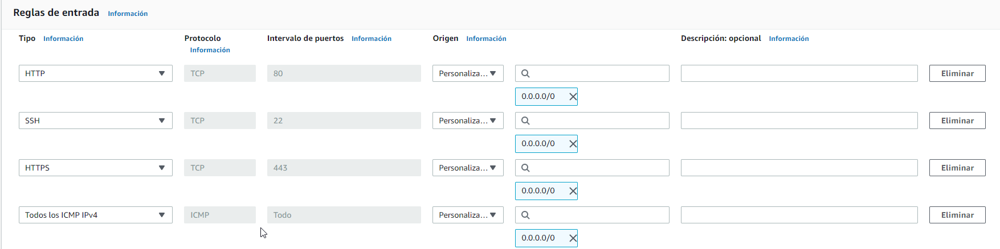 Reglas de entrada Información
Tipo Información Protocolo Información Intervalo de puertos Información Origen Información Descripción: opcional Información
HTTP TCP 80 Personaliza... Eliminar
0.0.0.0/0
SSH TCP 22 Personaliza... Eliminar
0.0.0.0/0
HTTPS TCP 443 Personaliza... Eliminar
0.0.0.0/0
Todos los ICMP IPv4 ICMP Todo Personaliza... Eliminar
0.0.0.0/0